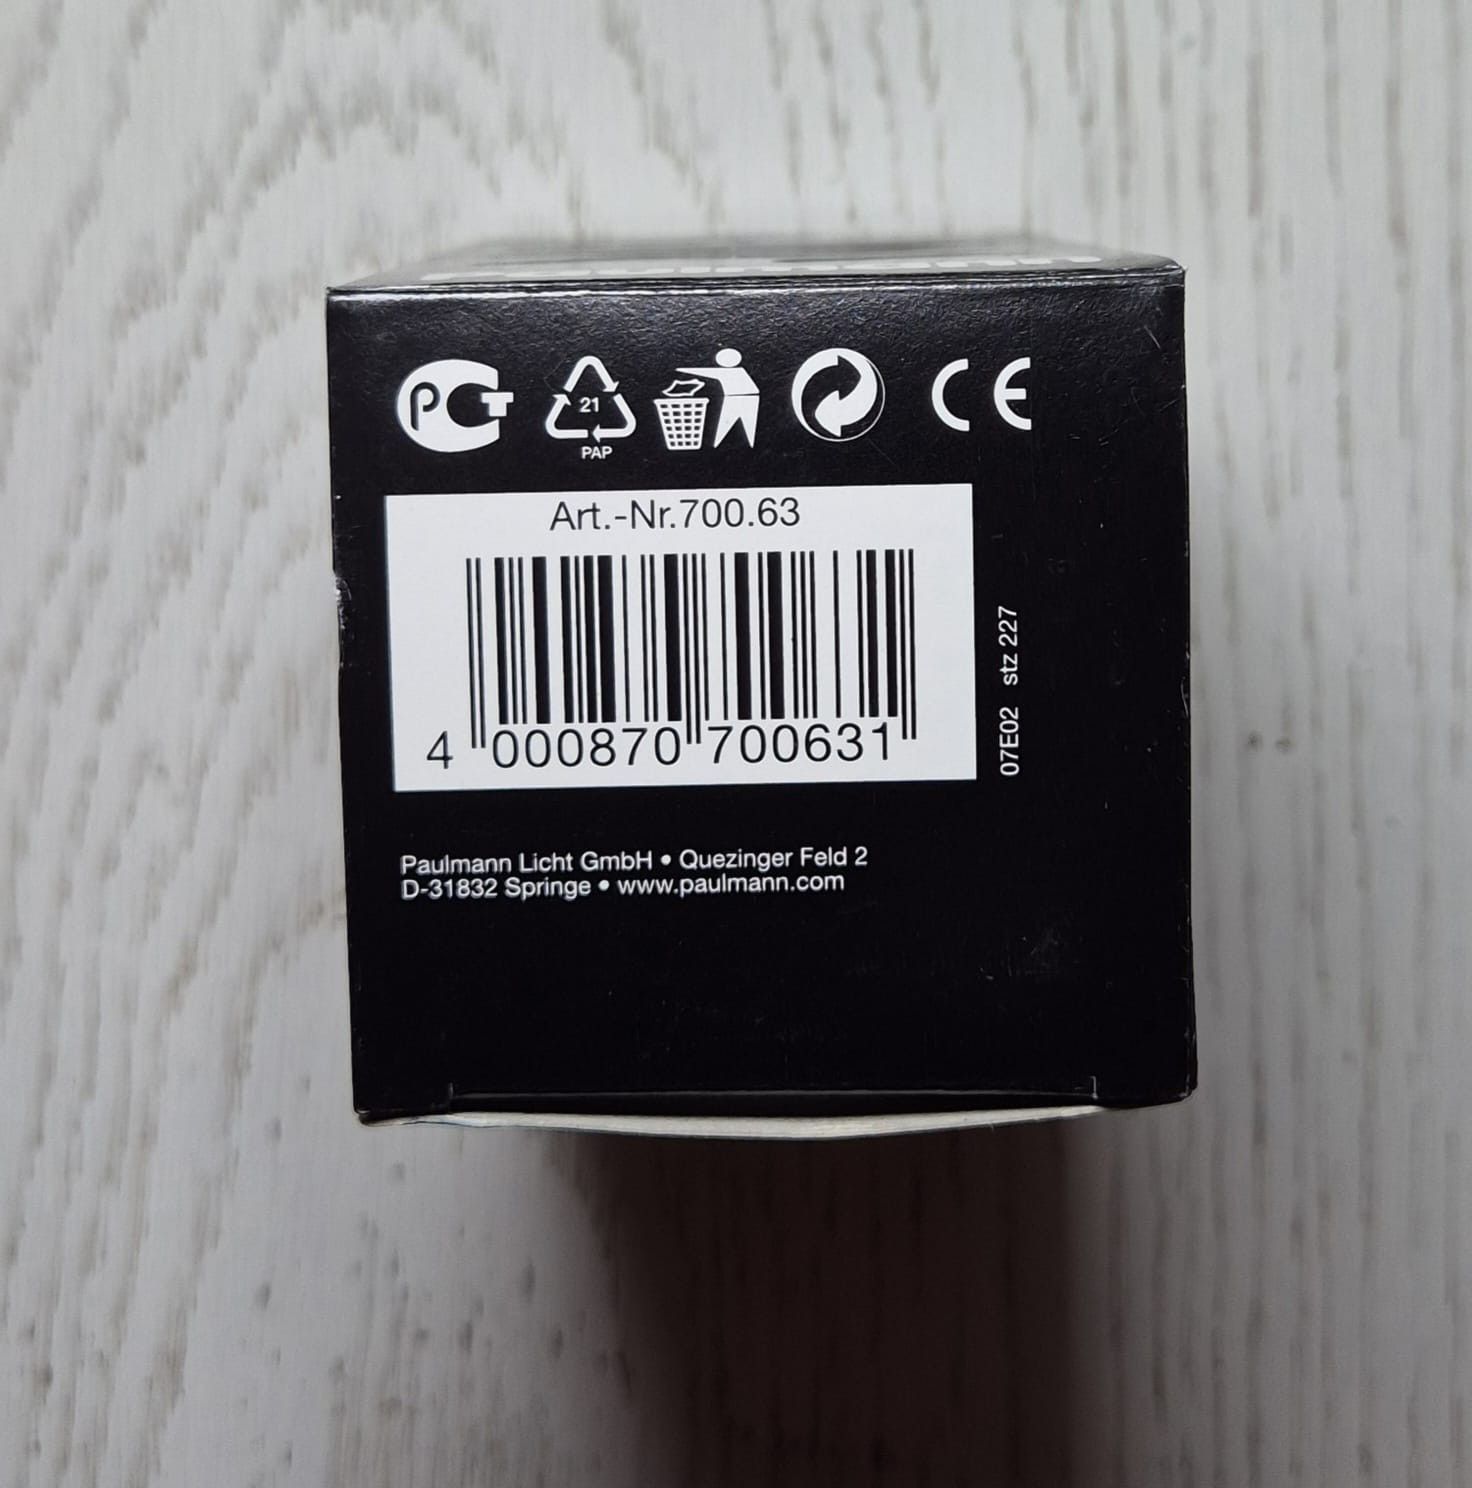 21
PAP
CE
Art.-Nr.700.63
4 000870 700631
07E02 stz 227
Paulmann Licht GmbH • Quezinger Feld 2
D-31832 Springe • www.paulmann.com